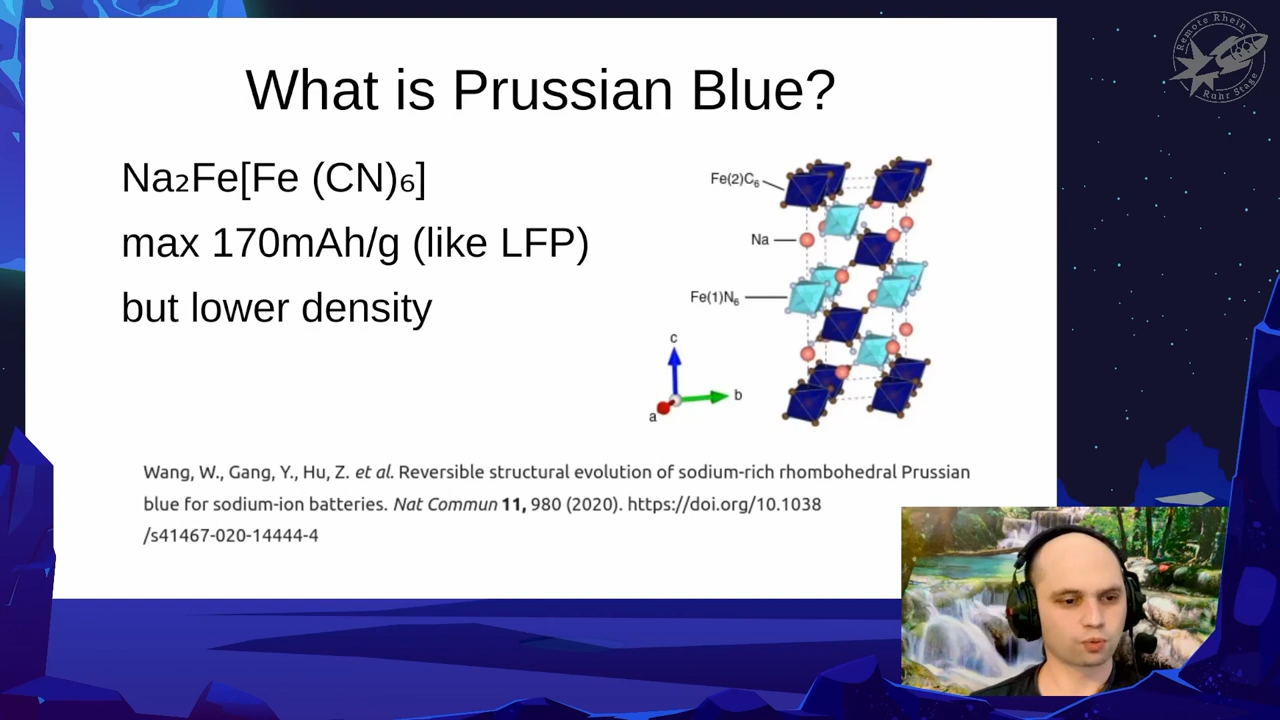 What is Prussian Blue?
Na₂Fe[Fe (CN)₆]
max 170mAh/g (like LFP)
but lower density
Fe(2)C₆
Na
Fe(1)N₆
c
b
a
Wang, W., Gang, Y., Hu, Z. et al. Reversible structural evolution of sodium-rich rhombohedral Prussian
blue for sodium-ion batteries. Nat Commun 11, 980 (2020). https://doi.org/10.1038
/s41467-020-14444-4
Remote Rhein
Ruhr Stage